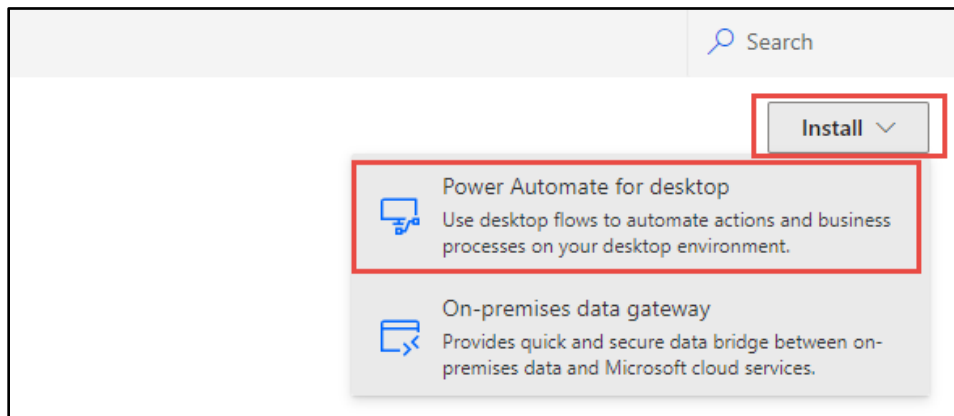 Search
Install
Power Automate for desktop
Use desktop flows to automate actions and business
processes on your desktop environment.
On-premises data gateway
Provides quick and secure data bridge between on-
premises data and Microsoft cloud services.